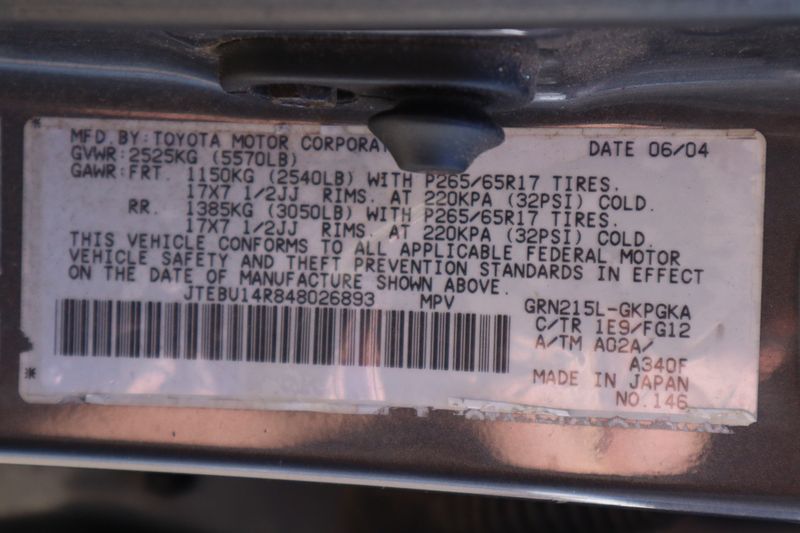 MFD.BY:TOYOTA MOTOR CORPORAT DATE 06/04
GVWR:2525KG (5570LB)
GAWR:FRT. 1150KG (2540LB) WITH P265/65R17 TIRES.
17X7 1/2JJ RIMS. AT 220KPA (32PSI) COLD.
RR. 1385KG (3050LB) WITH P265/65R17 TIRES.
17X7 1/2JJ RIMS. AT 220KPA (32PSI) COLD.
THIS VEHICLE CONFORMS TO ALL APPLICABLE FEDERAL MOTOR
VEHICLE SAFETY AND THEFT PREVENTION STANDARDS IN EFFECT
ON THE DATE OF MANUFACTURE SHOWN ABOVE.
JTEBU14R848026893 MPV GRN215L-GKPGKA
C/TR 1E9/FG12
A/TM A02A/
A340F
MADE IN JAPAN
NO.146